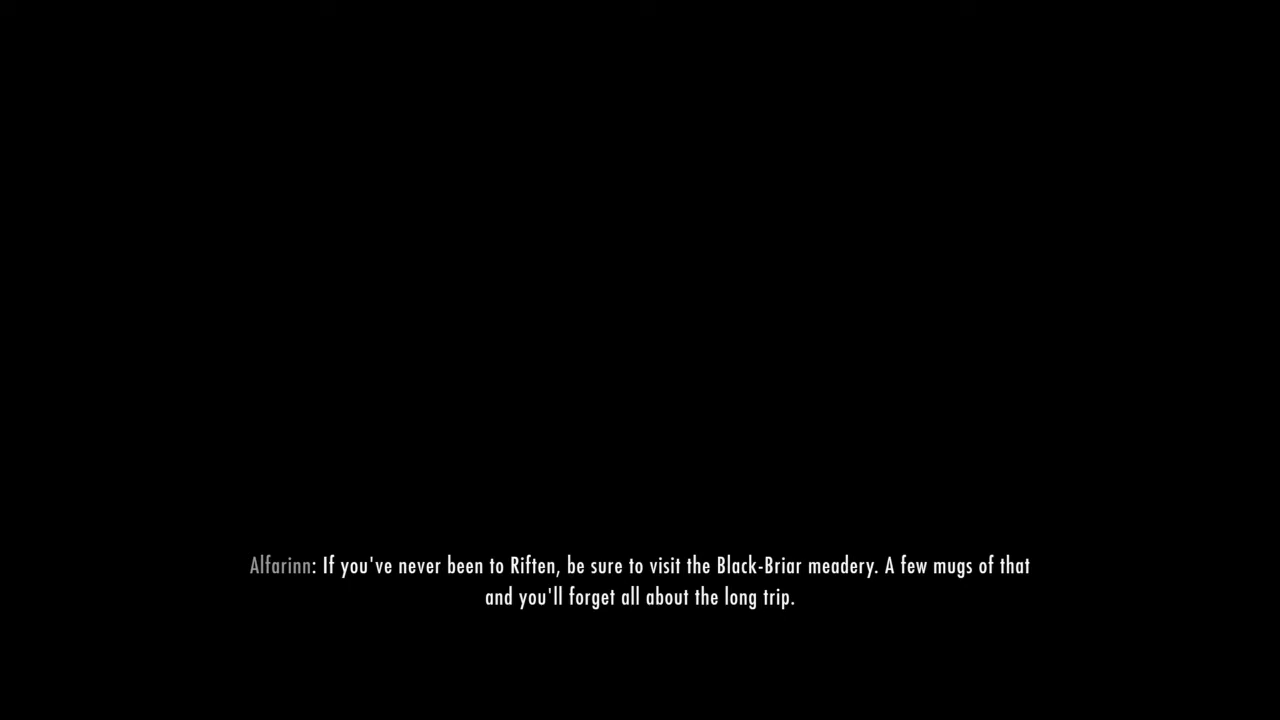 Alfarinn: If you've never been to Riften, be sure to visit the Black-Briar meadery. A few mugs of that
and you'll forget all about the long trip.